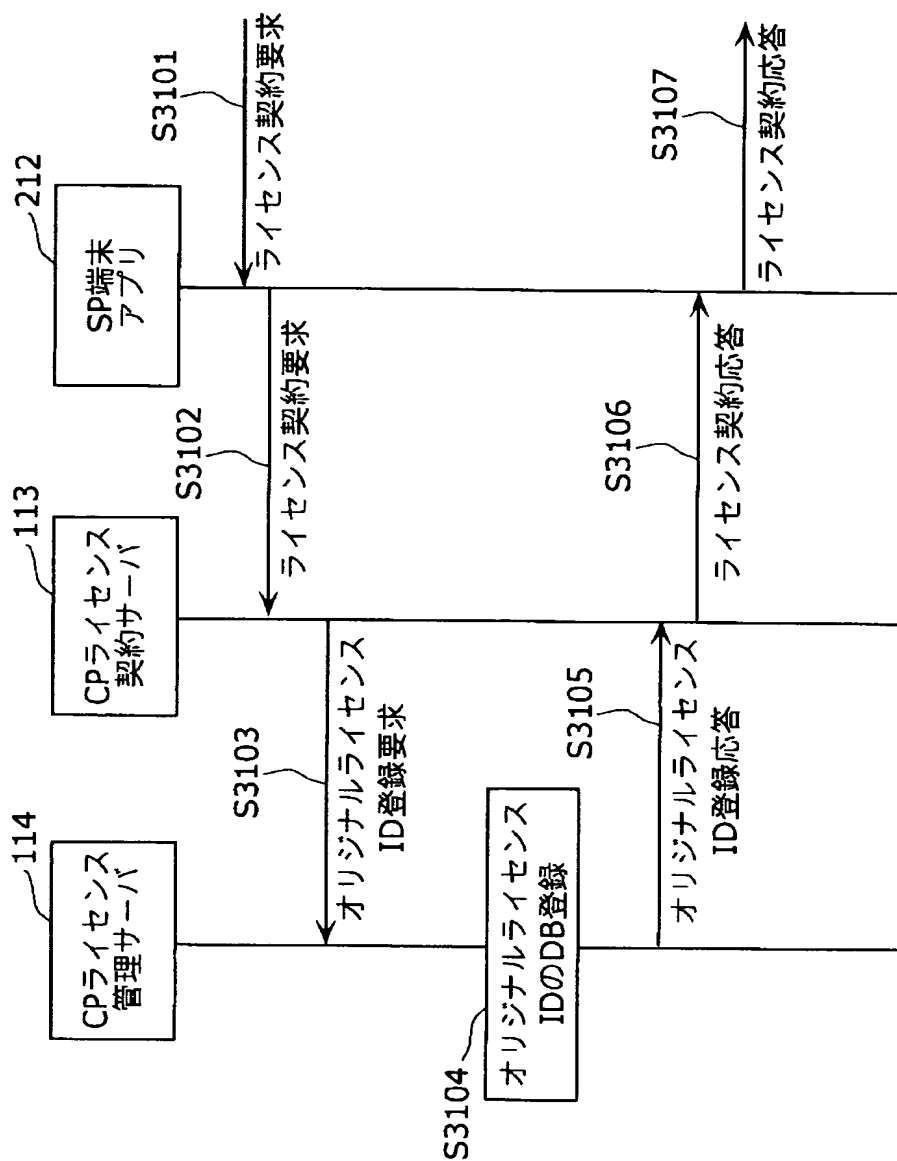 114
CPライセンス
管理サーバ
113
CPライセンス
契約サーバ
212
SP端末
アプリ
S3101
ライセンス契約要求
S3102
ライセンス契約要求
S3103
オリジナルライセンス
ID登録要求
S3104
オリジナルライセンス
IDのDB登録
S3105
オリジナルライセンス
ID登録応答
S3106
ライセンス契約応答
S3107
ライセンス契約応答